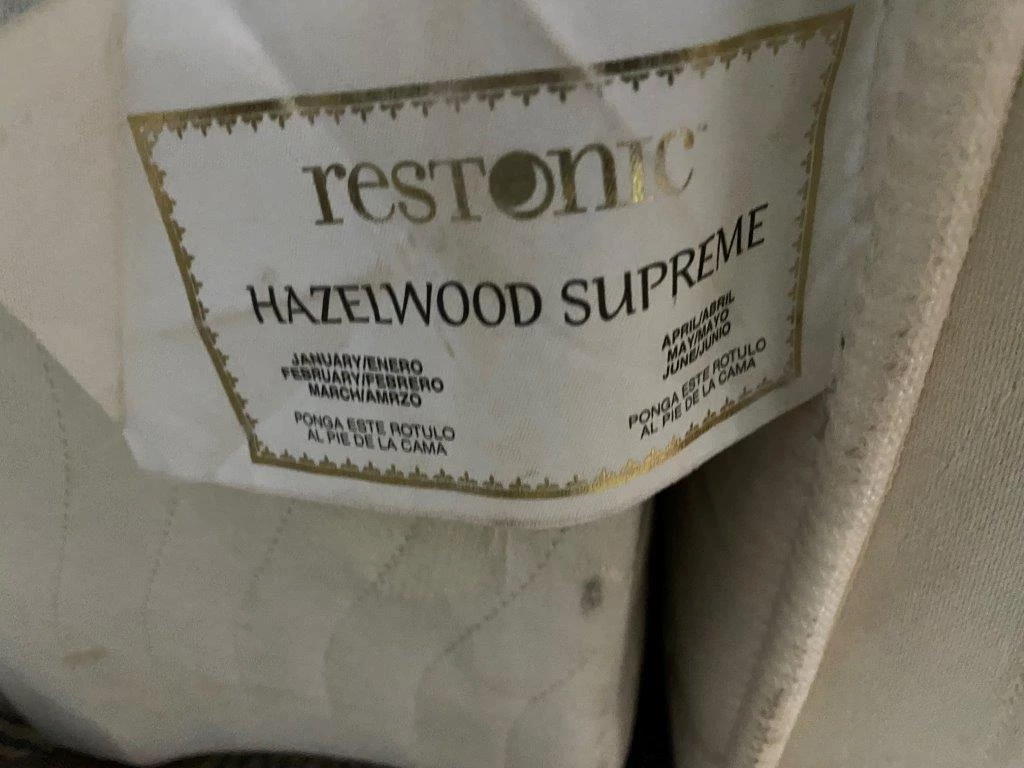 restonic™
HAZELWOOD SUPREME
JANUARY/ENERO
FEBRUARY/FEBRERO
MARCH/AMRZO
PONGA ESTE ROTULO
AL PIE DE LA CAMA
APRIL/ABRIL
MAY/MAYO
JUNE/JUNIO
PONGA ESTE ROTULO
AL PIE DE LA CAMA